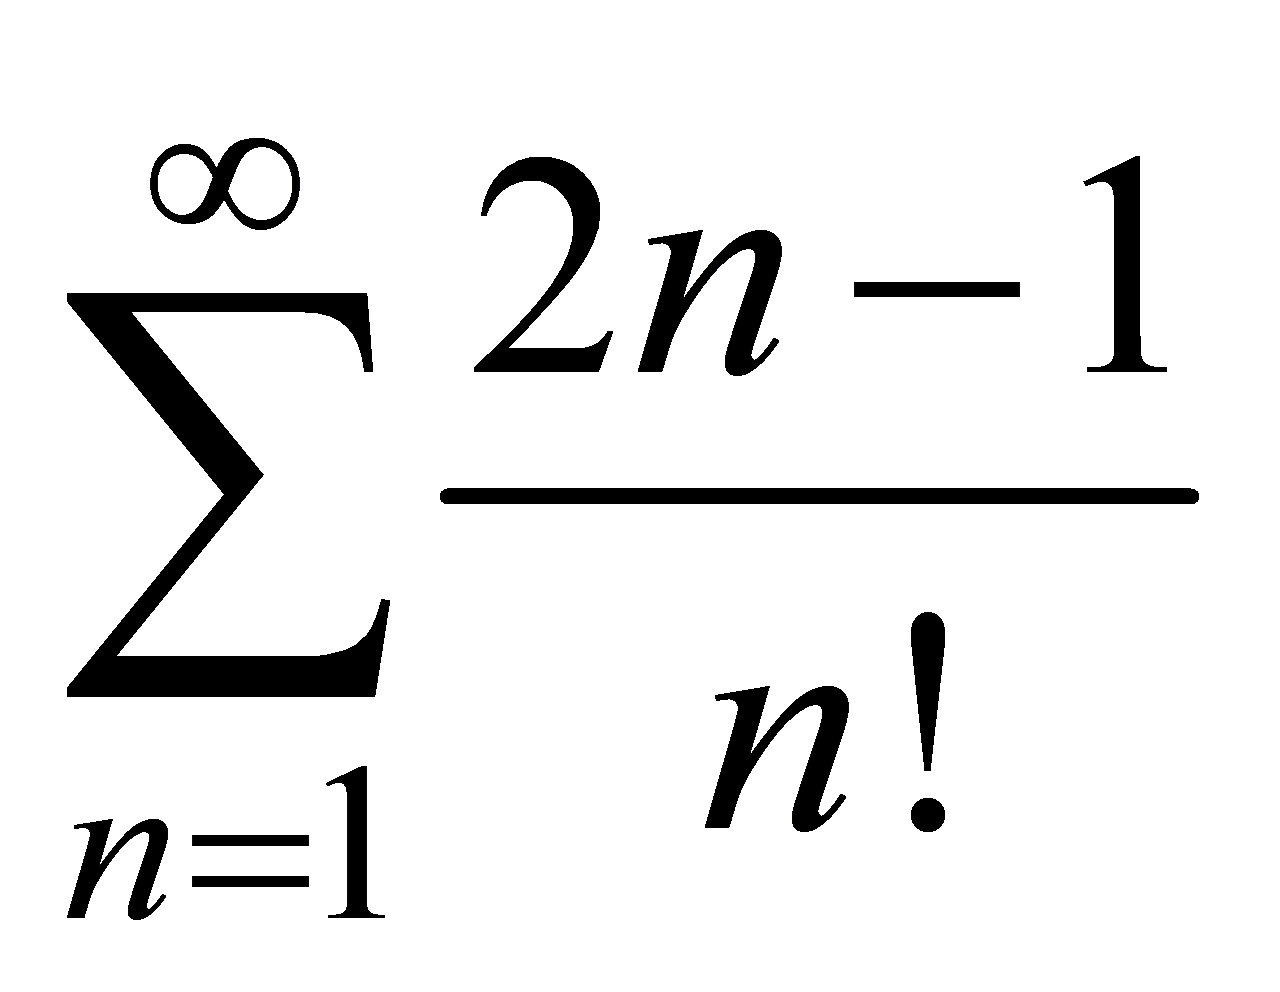 ∞
∑ (2n − 1) / n!
n=1